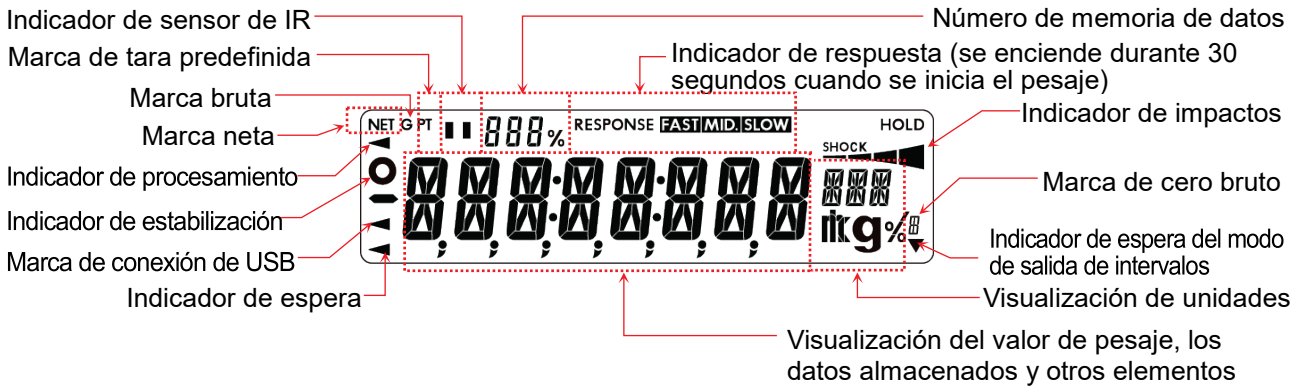 Indicador de sensor de IR
Número de memoria de datos
Marca de tara predefinida
Indicador de respuesta (se enciende durante 30
segundos cuando se inicia el pesaje)
Marca bruta
Indicador de impactos
Marca neta
NET G PT
888%
RESPONSE FAST MID. SLOW
HOLD
SHOCK
Indicador de procesamiento
Indicador de estabilización
Marca de cero bruto
Marca de conexión de USB
Indicador de espera del modo
de salida de intervalos
Indicador de espera
Visualización de unidades
Visualización del valor de pesaje, los
datos almacenados y otros elementos